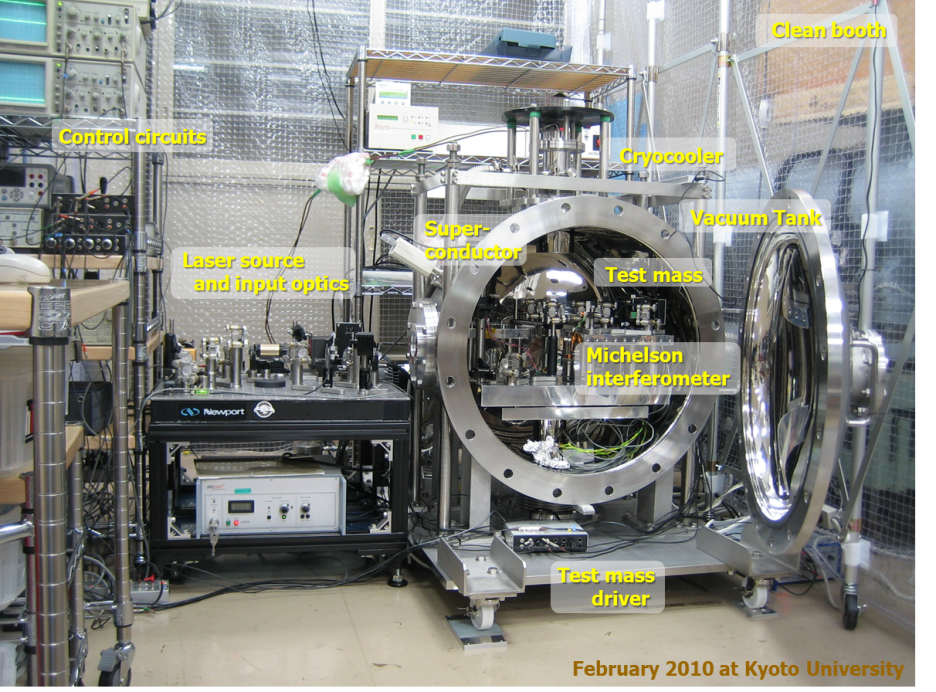 Clean booth
Control circuits
Cryocooler
Vacuum Tank
Super-
conductor
Laser source
and input optics
Test mass
Michelson
interferometer
Newport
Test mass
driver
February 2010 at Kyoto University